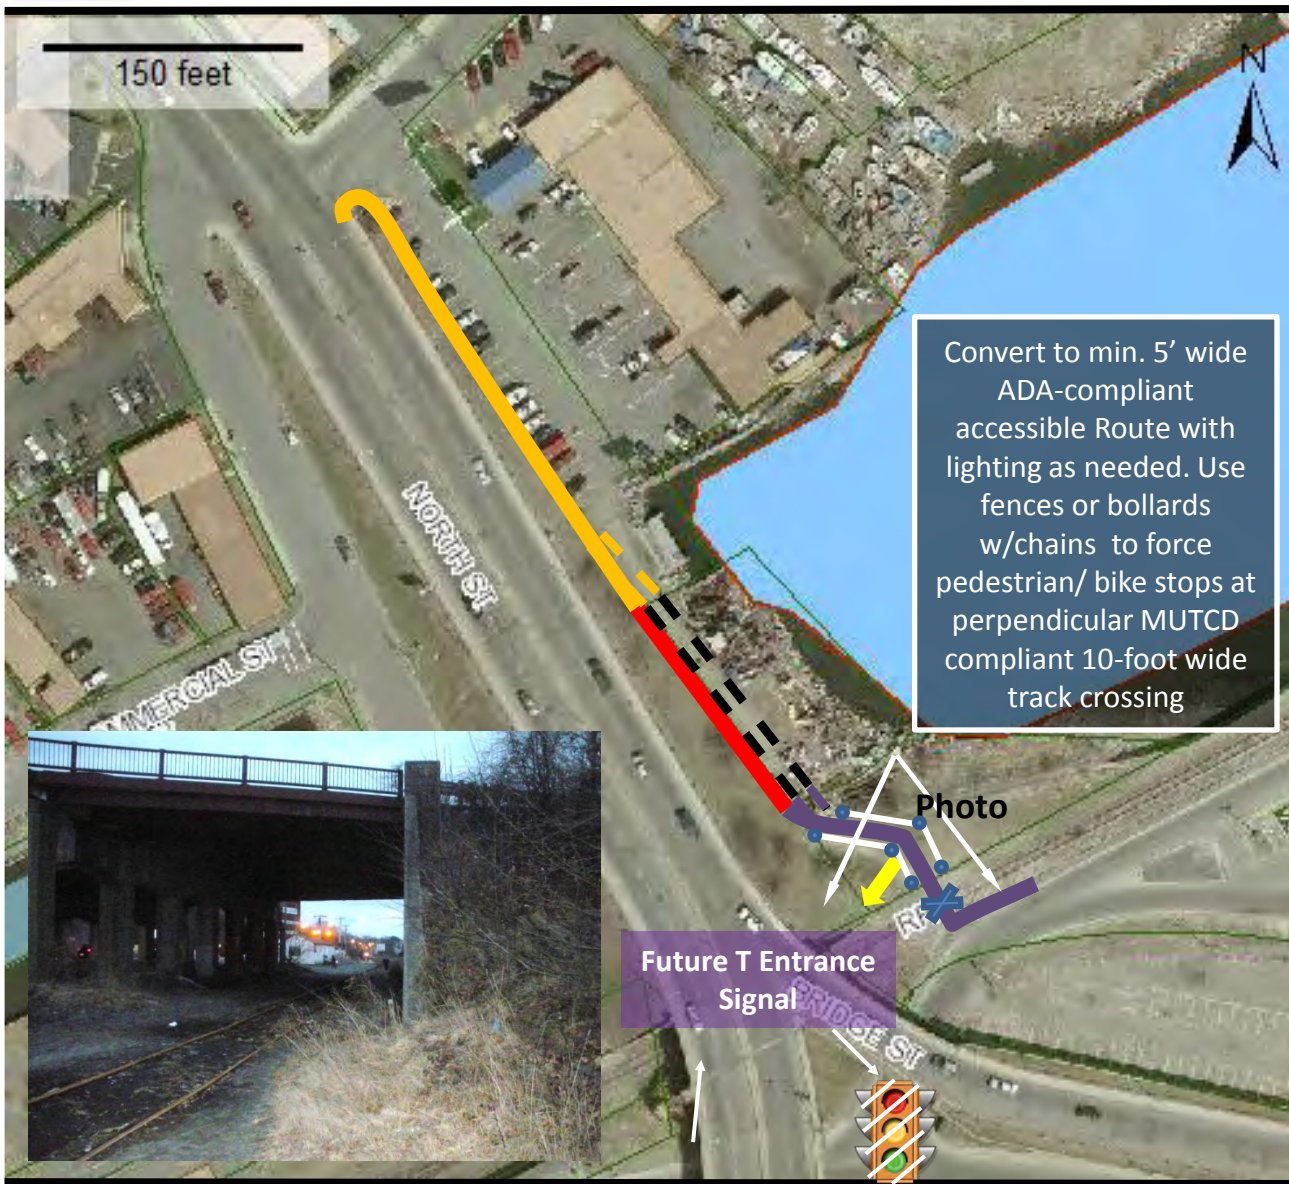 150 feet
N
Convert to min. 5’ wide
ADA-compliant
accessible Route with
lighting as needed. Use
fences or bollards
w/chains to force
pedestrian/ bike stops at
perpendicular MUTCD
compliant 10-foot wide
track crossing
NORTH ST
MMERCIAL ST
Photo
Future T Entrance
Signal
BRIDGE ST